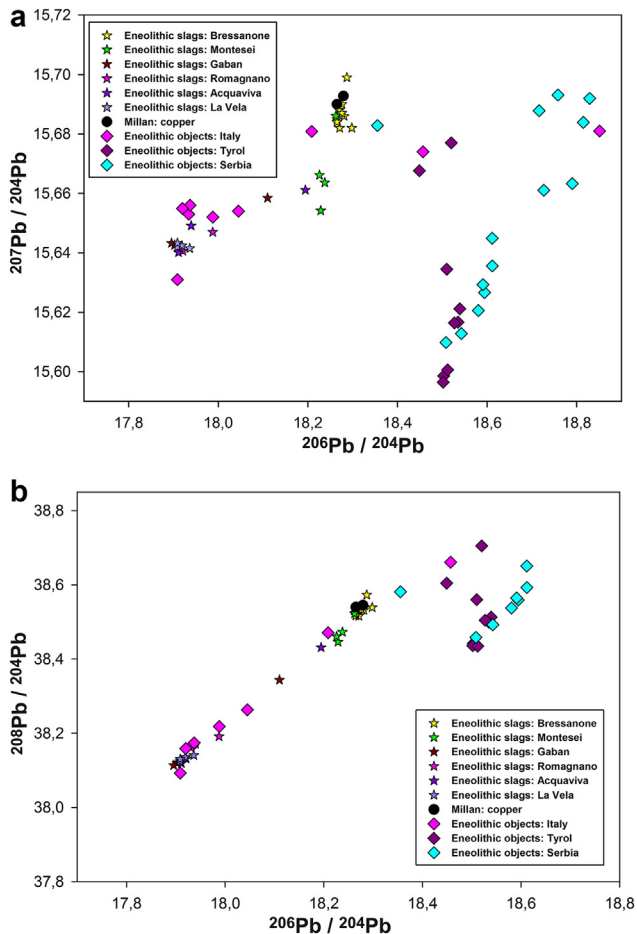 a
15,72
15,70
15,68
15,66
15,64
15,62
15,60
207Pb / 204Pb
Eneolithic slags: Bressanone
Eneolithic slags: Montesei
Eneolithic slags: Gaban
Eneolithic slags: Romagnano
Eneolithic slags: Acquaviva
Eneolithic slags: La Vela
Millan: copper
Eneolithic objects: Italy
Eneolithic objects: Tyrol
Eneolithic objects: Serbia
17,8 18,0 18,2 18,4 18,6 18,8
206Pb / 204Pb
b
38,8
38,6
38,4
38,2
38,0
37.8
208Pb / 204Pb
Eneolithic slags: Bressanone
Eneolithic slags: Montesei
Eneolithic slags: Gaban
Eneolithic slags: Romagnano
Eneolithic slags: Acquaviva
Eneolithic slags: La Vela
Millan: copper
Eneolithic objects: Italy
Eneolithic objects: Tyrol
Eneolithic objects: Serbia
17,8 18,0 18,2 18,4 18,6 18,8
206Pb / 204Pb